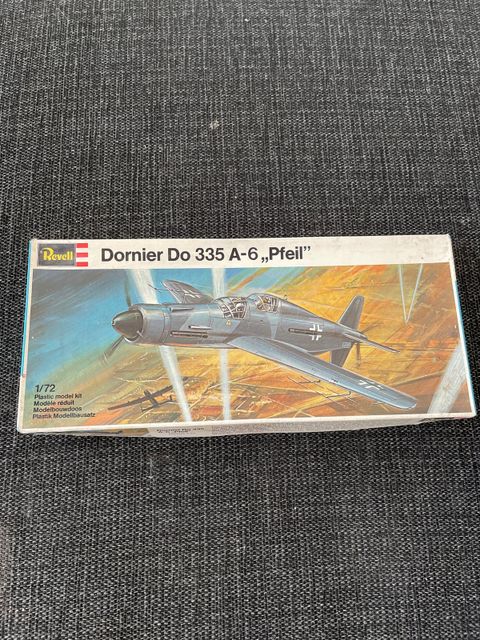 Revell
Dornier Do 335 A-6 „Pfeil”
1/72
Plastic model kit
Modèle réduit
Modelbouwdoos
Plastik Modellbausatz